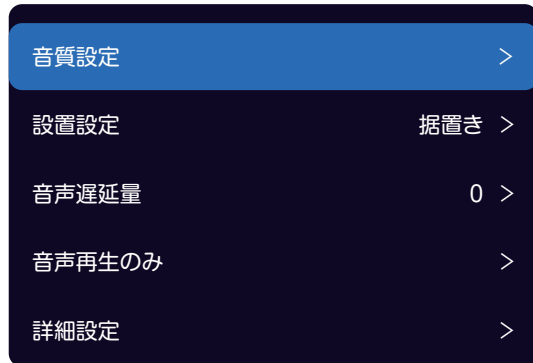 音質設定 >
設置設定 据置き >
音声遅延量 0 >
音声再生のみ >
詳細設定 >